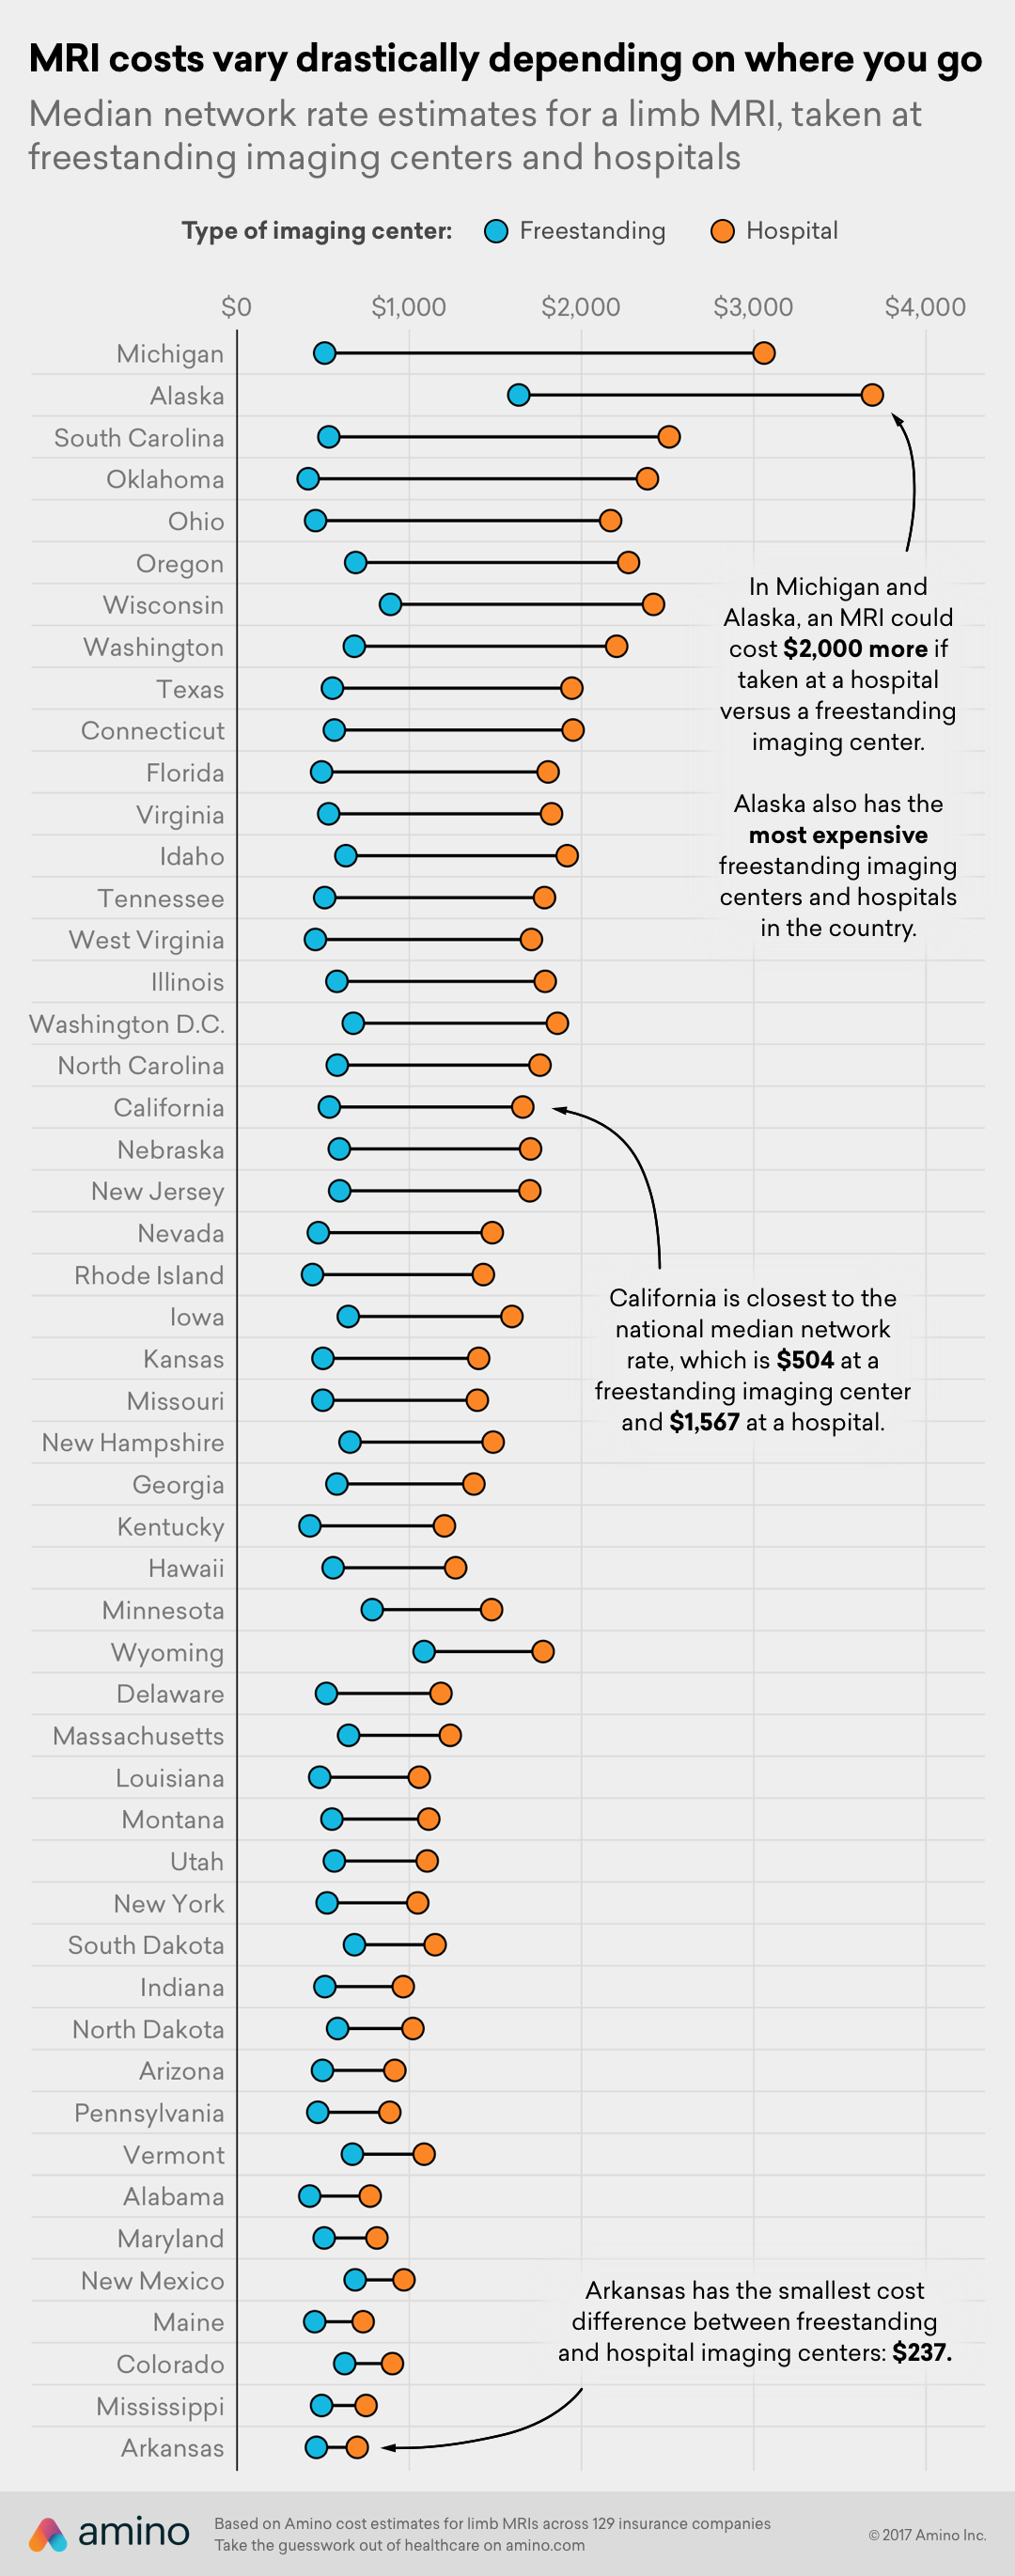 MRI costs vary drastically depending on where you go
Median network rate estimates for a limb MRI, taken at
freestanding imaging centers and hospitals
Type of imaging center: Freestanding Hospital
$0 $1,000 $2,000 $3,000 $4,000
Michigan
Alaska
South Carolina
Oklahoma
Ohio
Oregon
Wisconsin
Washington
Texas
Connecticut
Florida
Virginia
Idaho
Tennessee
West Virginia
Illinois
Washington D.C.
North Carolina
California
Nebraska
New Jersey
Nevada
Rhode Island
Iowa
Kansas
Missouri
New Hampshire
Georgia
Kentucky
Hawaii
Minnesota
Wyoming
Delaware
Massachusetts
Louisiana
Montana
Utah
New York
South Dakota
Indiana
North Dakota
Arizona
Pennsylvania
Vermont
Alabama
Maryland
New Mexico
Maine
Colorado
Mississippi
Arkansas
In Michigan and
Alaska, an MRI could
cost $2,000 more if
taken at a hospital
versus a freestanding
imaging center.
Alaska also has the
most expensive
freestanding imaging
centers and hospitals
in the country.
California is closest to the
national median network
rate, which is $504 at a
freestanding imaging center
and $1,567 at a hospital.
Arkansas has the smallest cost
difference between freestanding
and hospital imaging centers: $237.
amino
Based on Amino cost estimates for limb MRIs across 129 insurance companies
Take the guesswork out of healthcare on amino.com
© 2017 Amino Inc.